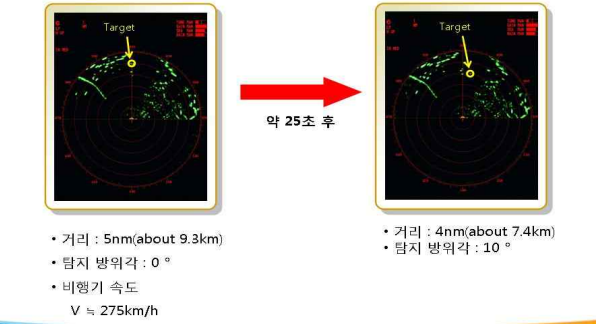 Target
Target
약 25초 후
• 거리 : 5nm(about 9.3km)
• 탐지 방위각 : 0 °
• 비행기 속도
V ≒ 275km/h
• 거리 : 4nm(about 7.4km)
• 탐지 방위각 : 10 °